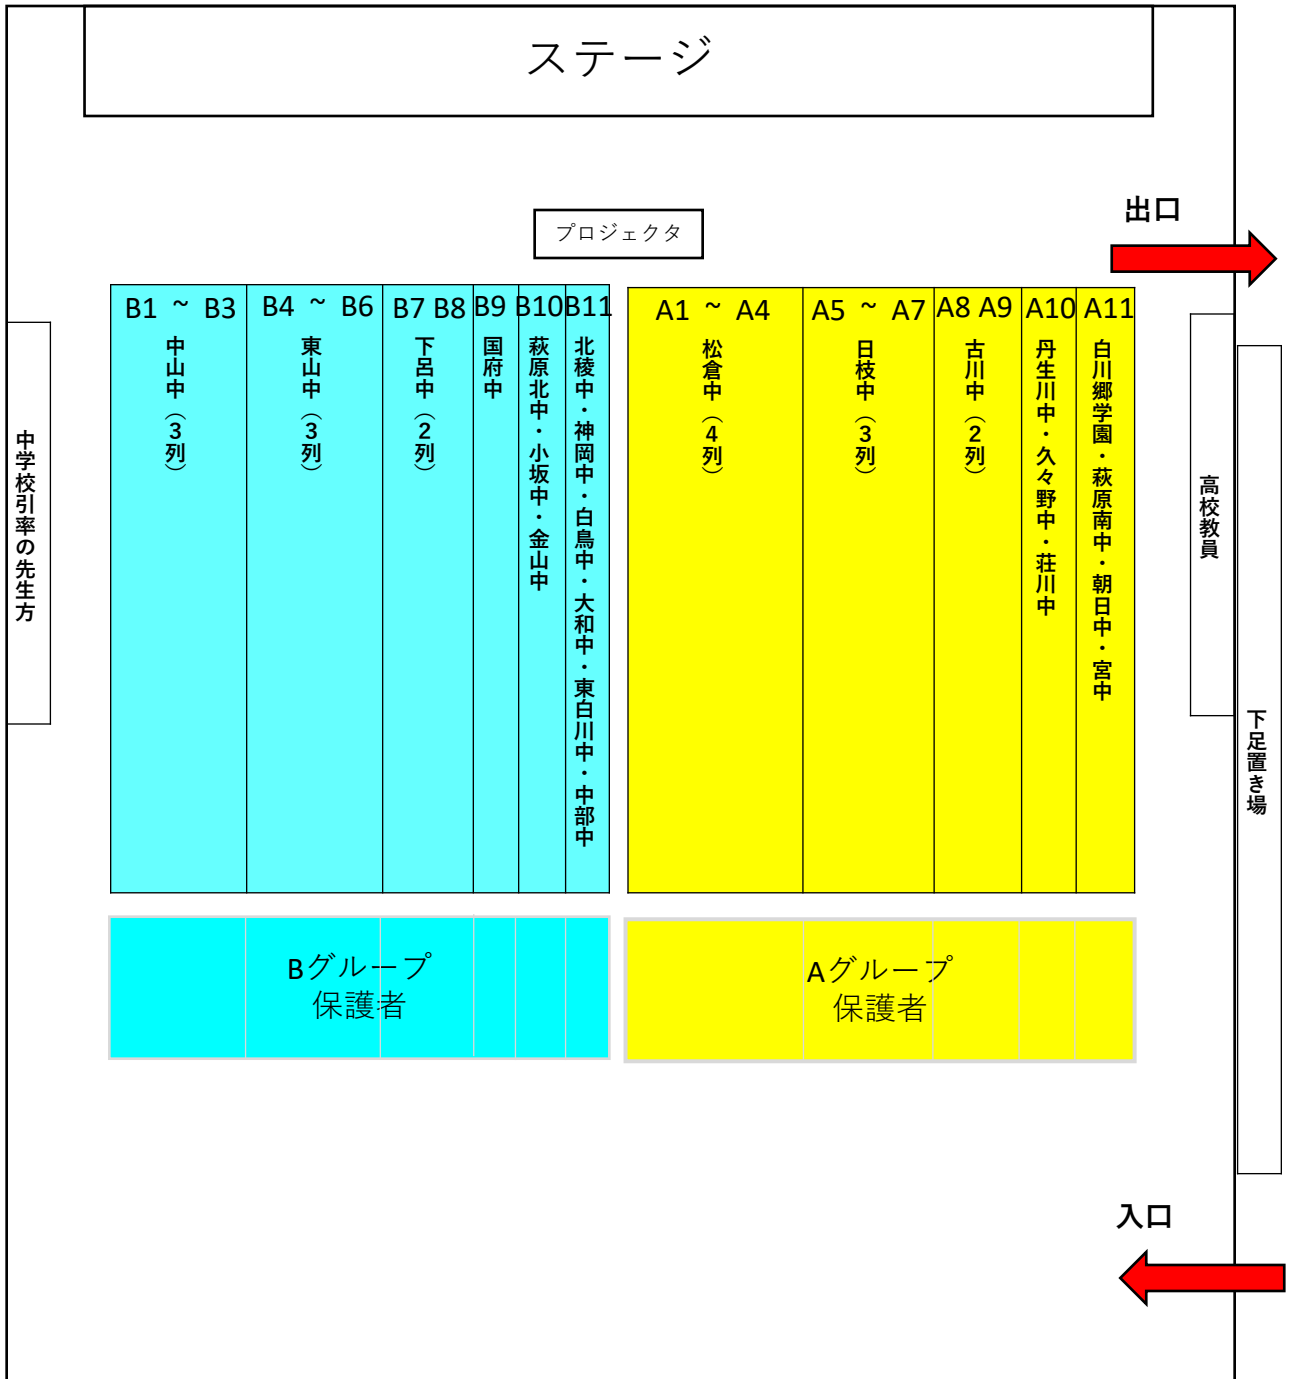 ステージ
プロジェクタ
出口
B1 ~ B3
中山中（3列）
B4 ~ B6
東山中（3列）
B7 B8
下呂中（2列）
B9
国府中
B10
萩原北中・小坂中・金山中
B11
北稜中・神岡中・白鳥中・大和中・東白川中・中部中
A1 ~ A4
松倉中（4列）
A5 ~ A7
日枝中（3列）
A8 A9
古川中（2列）
A10
丹生川中・久々野中・荘川中
A11
白川郷学園・萩原南中・朝日中・宮中
中学校引率の先生方
高校教員
下足置き場
Bグループ
保護者
Aグループ
保護者
入口